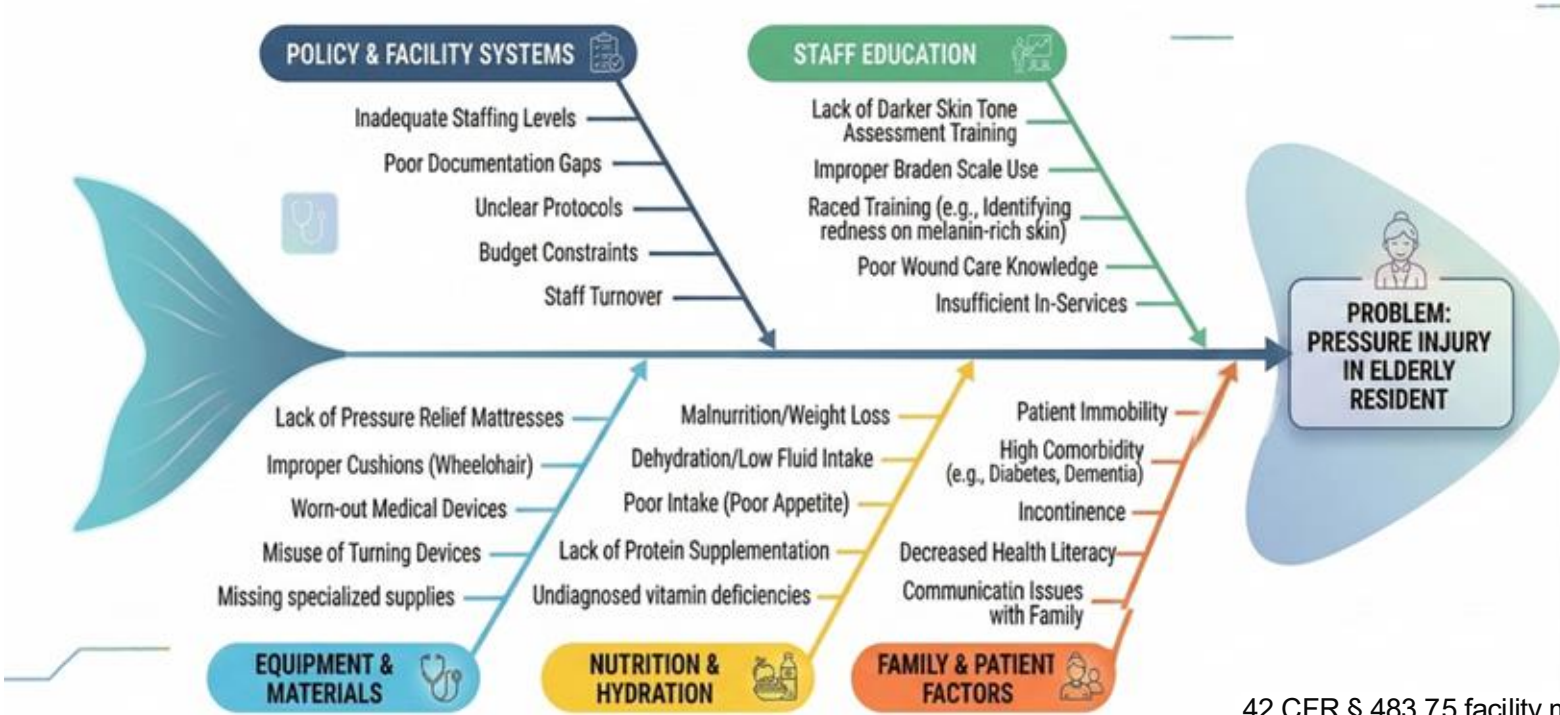 POLICY & FACILITY SYSTEMS
Inadequate Staffing Levels
Poor Documentation Gaps
Unclear Protocols
Budget Constraints
Staff Turnover
STAFF EDUCATION
Lack of Darker Skin Tone
Assessment Training
Improper Braden Scale Use
Raced Training (e.g., Identifying
redness on melanin-rich skin)
Poor Wound Care Knowledge
Insufficient In-Services
PROBLEM:
PRESSURE INJURY
IN ELDERLY
RESIDENT
Lack of Pressure Relief Mattresses
Improper Cushions (Wheelohair)
Worn-out Medical Devices
Misuse of Turning Devices
Missing specialized supplies
EQUIPMENT &
MATERIALS
Malnurrition/Weight Loss
Dehydration/Low Fluid Intake
Poor Intake (Poor Appetite)
Lack of Protein Supplementation
Undiagnosed vitamin deficiencies
NUTRITION &
HYDRATION
Patient Immobility
High Comorbidity
(e.g., Diabetes, Dementia)
Incontinence
Decreased Health Literacy
Communicatin Issues
with Family
FAMILY & PATIENT
FACTORS
42 CFR § 483.75 facility